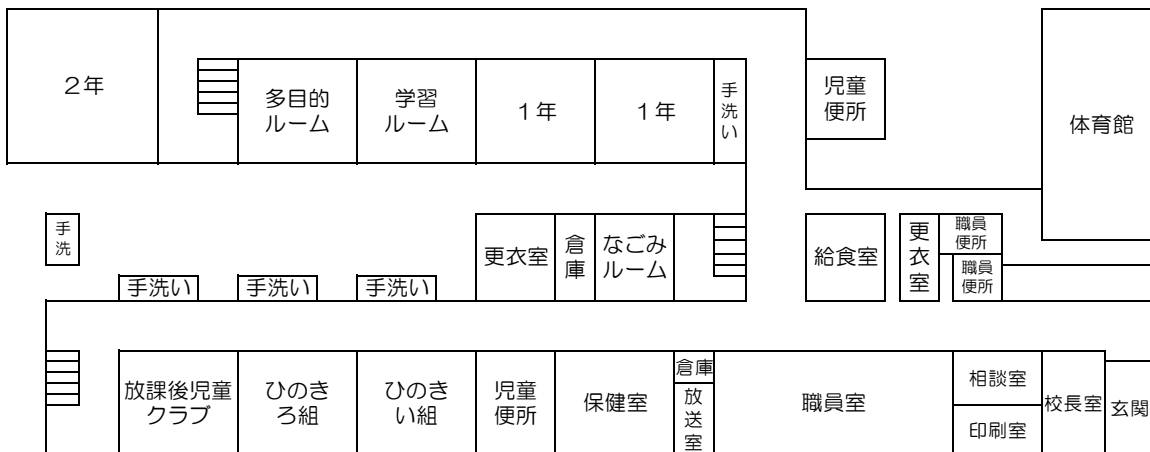 ２年
多目的
ルーム
学習
ルーム
１年
１年
手洗い
児童
便所
体育館
手洗
更衣室
倉庫
なごみ
ルーム
給食室
更衣室
職員
便所
職員
便所
手洗い
手洗い
手洗い
放課後児童
クラブ
ひのき
ろ組
ひのき
い組
児童
便所
保健室
倉庫
放送室
職員室
相談室
印刷室
校長室
玄関